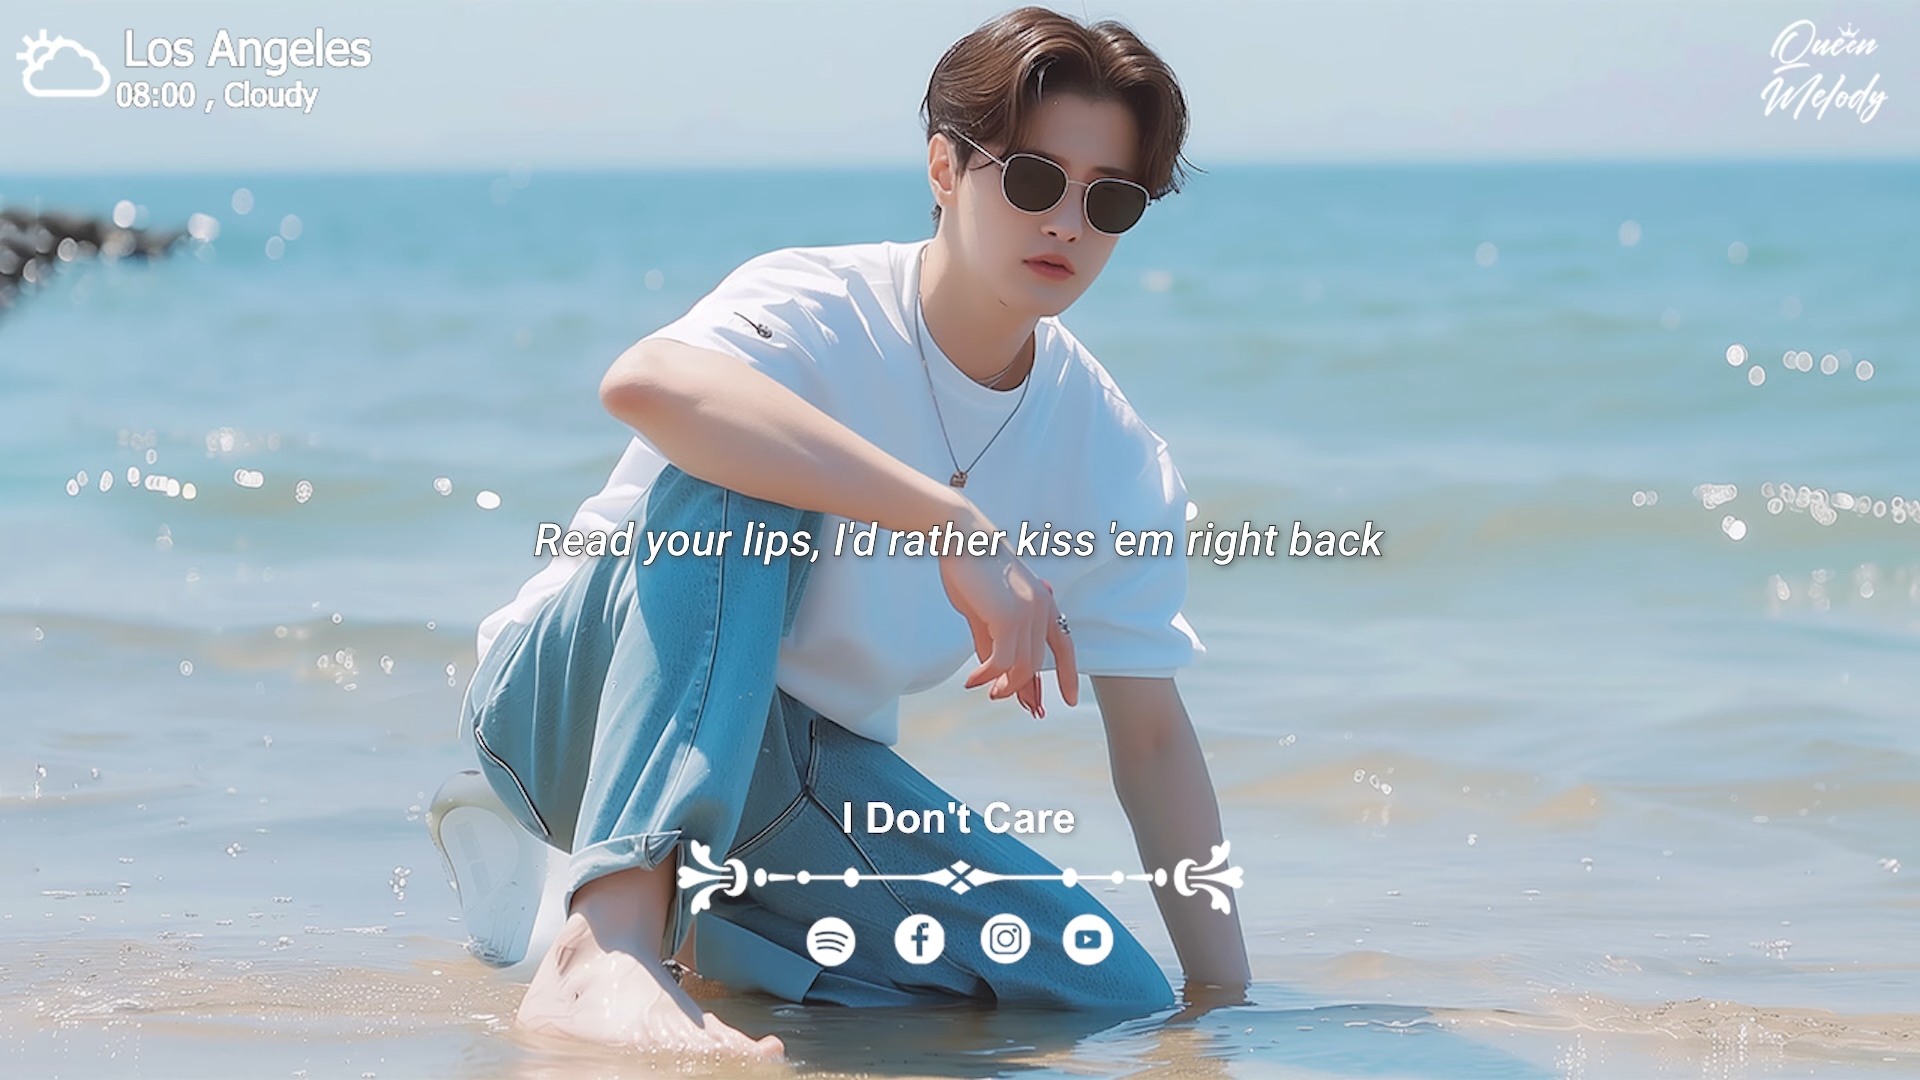 Los Angeles
08:00 , Cloudy
Queen
Melody
Read your lips, I'd rather kiss 'em right back
I Don't Care